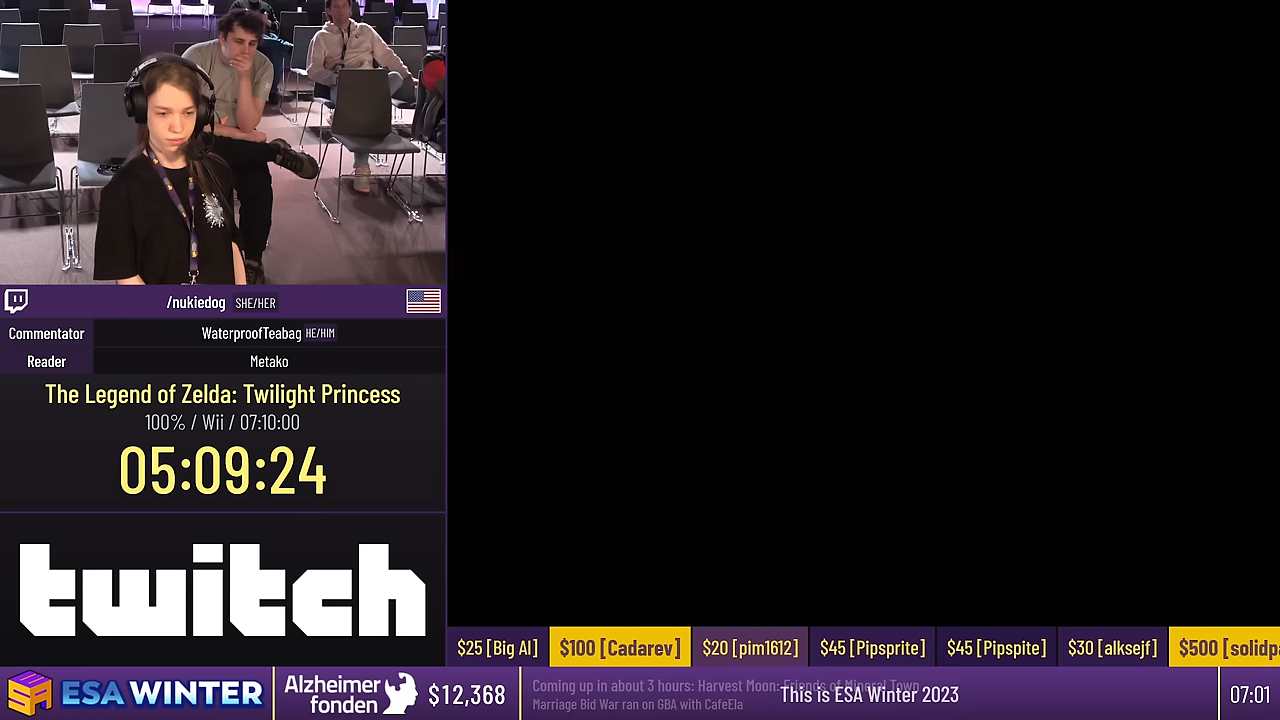 /nukiedog SHE/HER
Commentator WaterproofTeabag HE/HIM
Reader Metako
The Legend of Zelda: Twilight Princess
100% / Wii / 07:10:00
05:09:24
twitch
$25 [Big Al] $100 [Cadarev] $20 [pim1612] $45 [Pipsprite] $45 [Pipspite] $30 [alksejf] $500 [solidpa
ESA WINTER
Alzheimer
fonden
$12,368
Coming up in about 3 hours: Harvest Moon: Friends of Mineral Town
Marriage Bid War ran on GBA with CafeEla
This is ESA Winter 2023
07:01